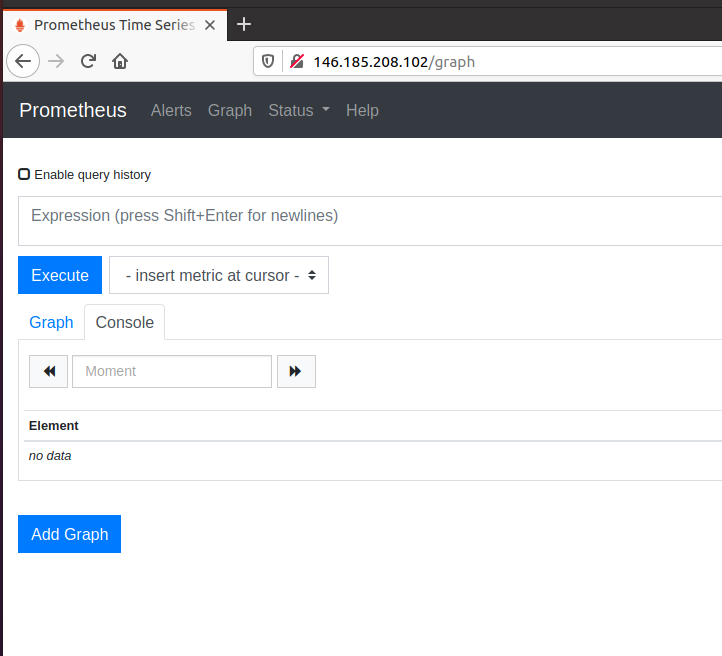 Prometheus Time Series
146.185.208.102/graph
Prometheus Alerts Graph Status Help
Enable query history
Expression (press Shift+Enter for newlines)
Execute - insert metric at cursor -
Graph Console
Moment
Element
no data
Add Graph